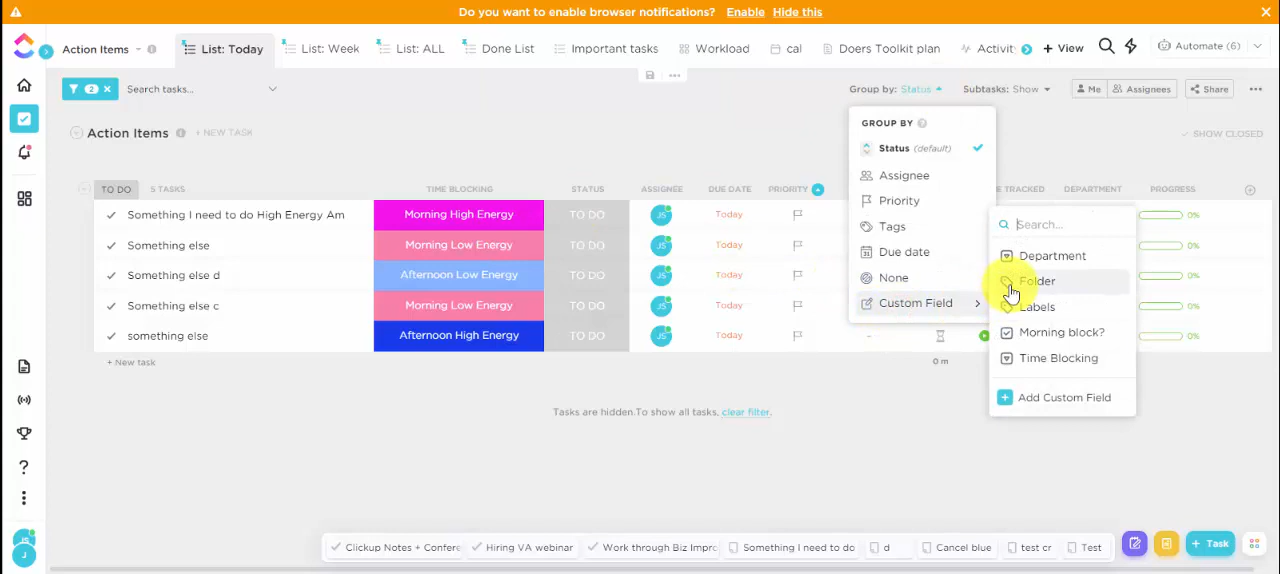 Do you want to enable browser notifications? Enable Hide this
Action Items List: Today List: Week List: ALL Done List Important tasks Workload cal Doers Toolkit plan Activity + View Automate (6)
2 Search tasks... Group by: Status Subtasks: Show Me Assignees Share
GROUP BY
Action Items + NEW TASK SHOW CLOSED
Status (default)
Assignee
TO DO 5 TASKS TIME BLOCKING STATUS ASSIGNEE DUE DATE PRIORITY E TRACKED DEPARTMENT PROGRESS
Priority
Something I need to do High Energy Am Morning High Energy TO DO JS Today 0%
Tags
Search...
Something else Morning Low Energy TO DO JS Today 0%
Due date
Department
Something else d Afternoon Low Energy TO DO JS Today 0%
None
Folder
Something else c Morning Low Energy TO DO JS Today 0%
Custom Field
Labels
something else Afternoon High Energy TO DO JS Today - 0%
Morning block?
Time Blocking
+ New task 0 m
Add Custom Field
Tasks are hidden.To show all tasks, clear filter.
Clickup Notes + Confere Hiring VA webinar Work through Biz Impro Something I need to do d Cancel blue test cr Test + Task
JS
J